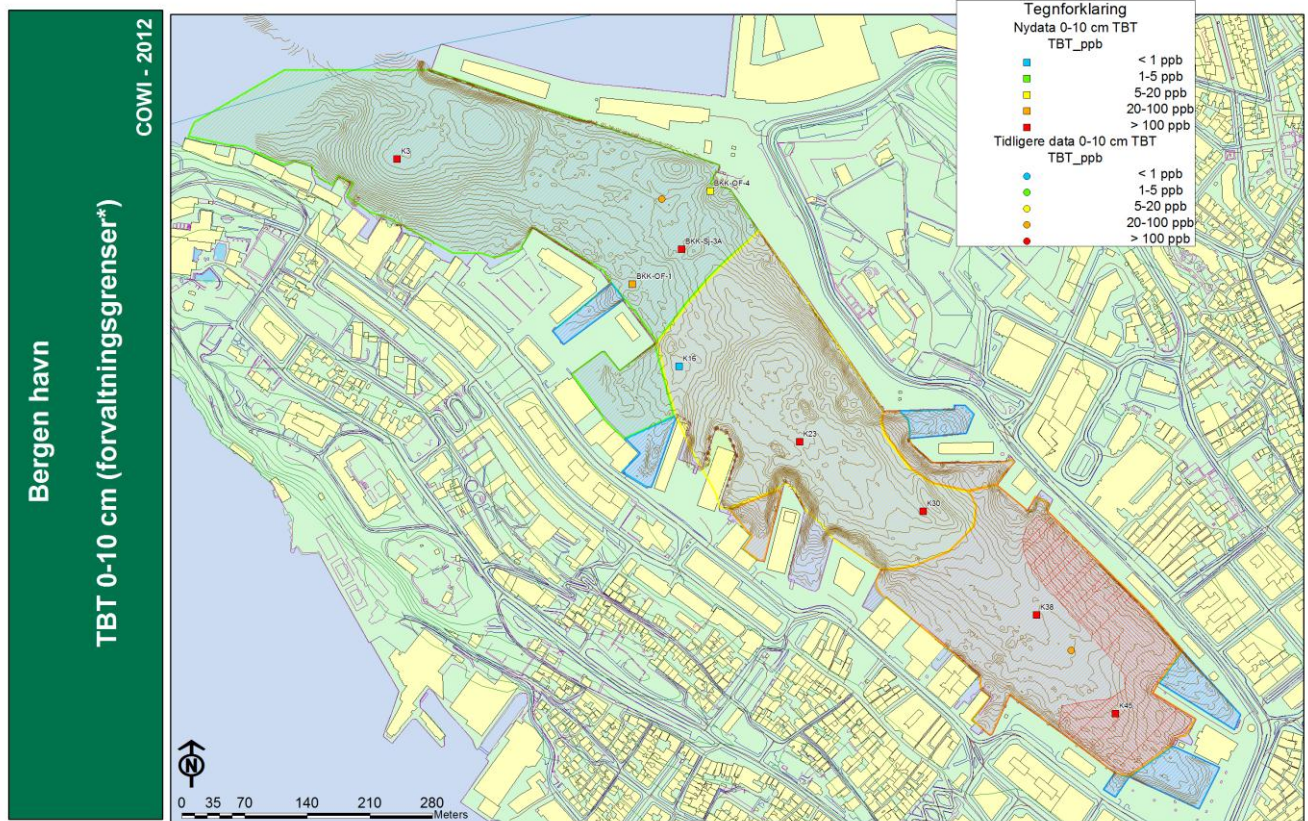 Bergen havn
TBT 0-10 cm (forvaltningsgrenser*)
COWI - 2012
Tegnforklaring
Nydata 0-10 cm TBT
TBT_ppb
< 1 ppb
1-5 ppb
5-20 ppb
20-100 ppb
> 100 ppb
Tidligere data 0-10 cm TBT
TBT_ppb
< 1 ppb
1-5 ppb
5-20 ppb
20-100 ppb
> 100 ppb
K3
BKK-OF-4
BKK-Sj-3A
BKK-OF-1
K16
K23
K30
K38
K45
N
0 35 70 140 210 280
Meters